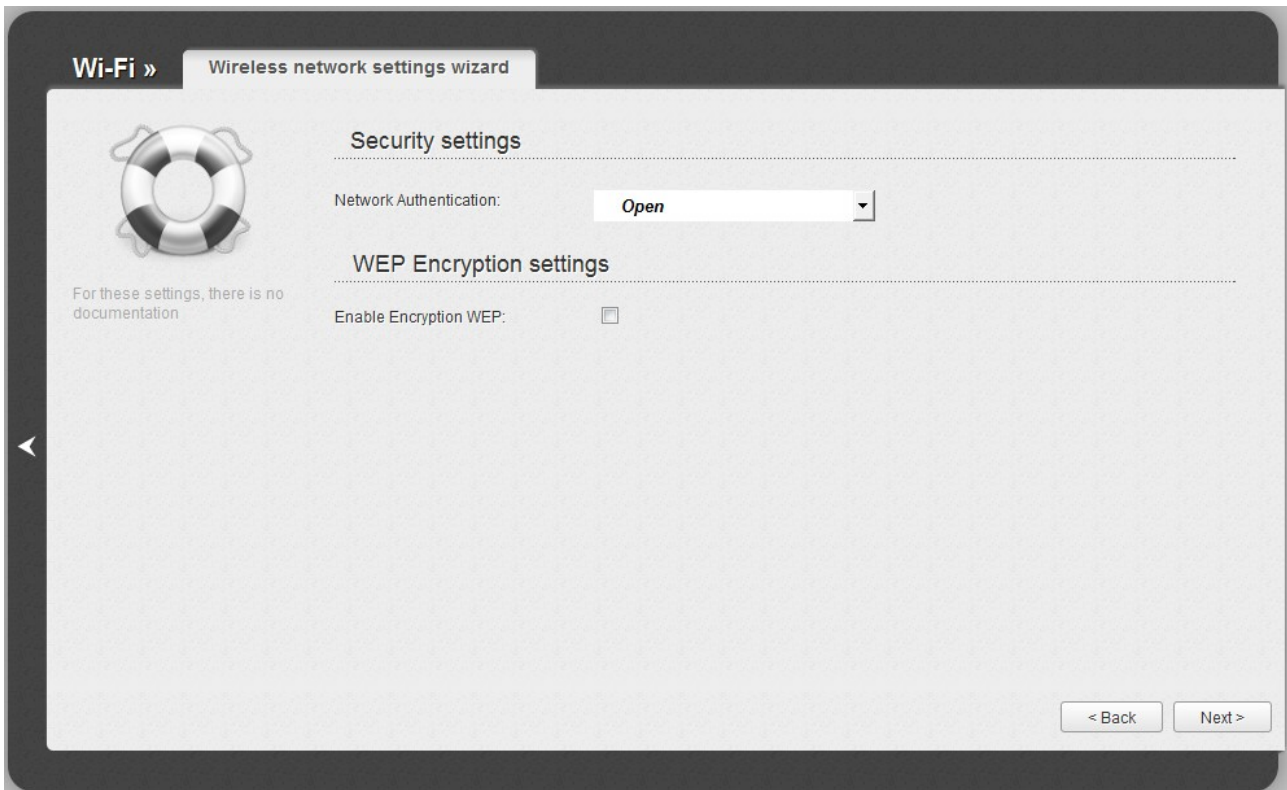 Wi-Fi »
Wireless network settings wizard
Security settings
Network Authentication:
Open
WEP Encryption settings
For these settings, there is no
documentation
Enable Encryption WEP:
< Back
Next >